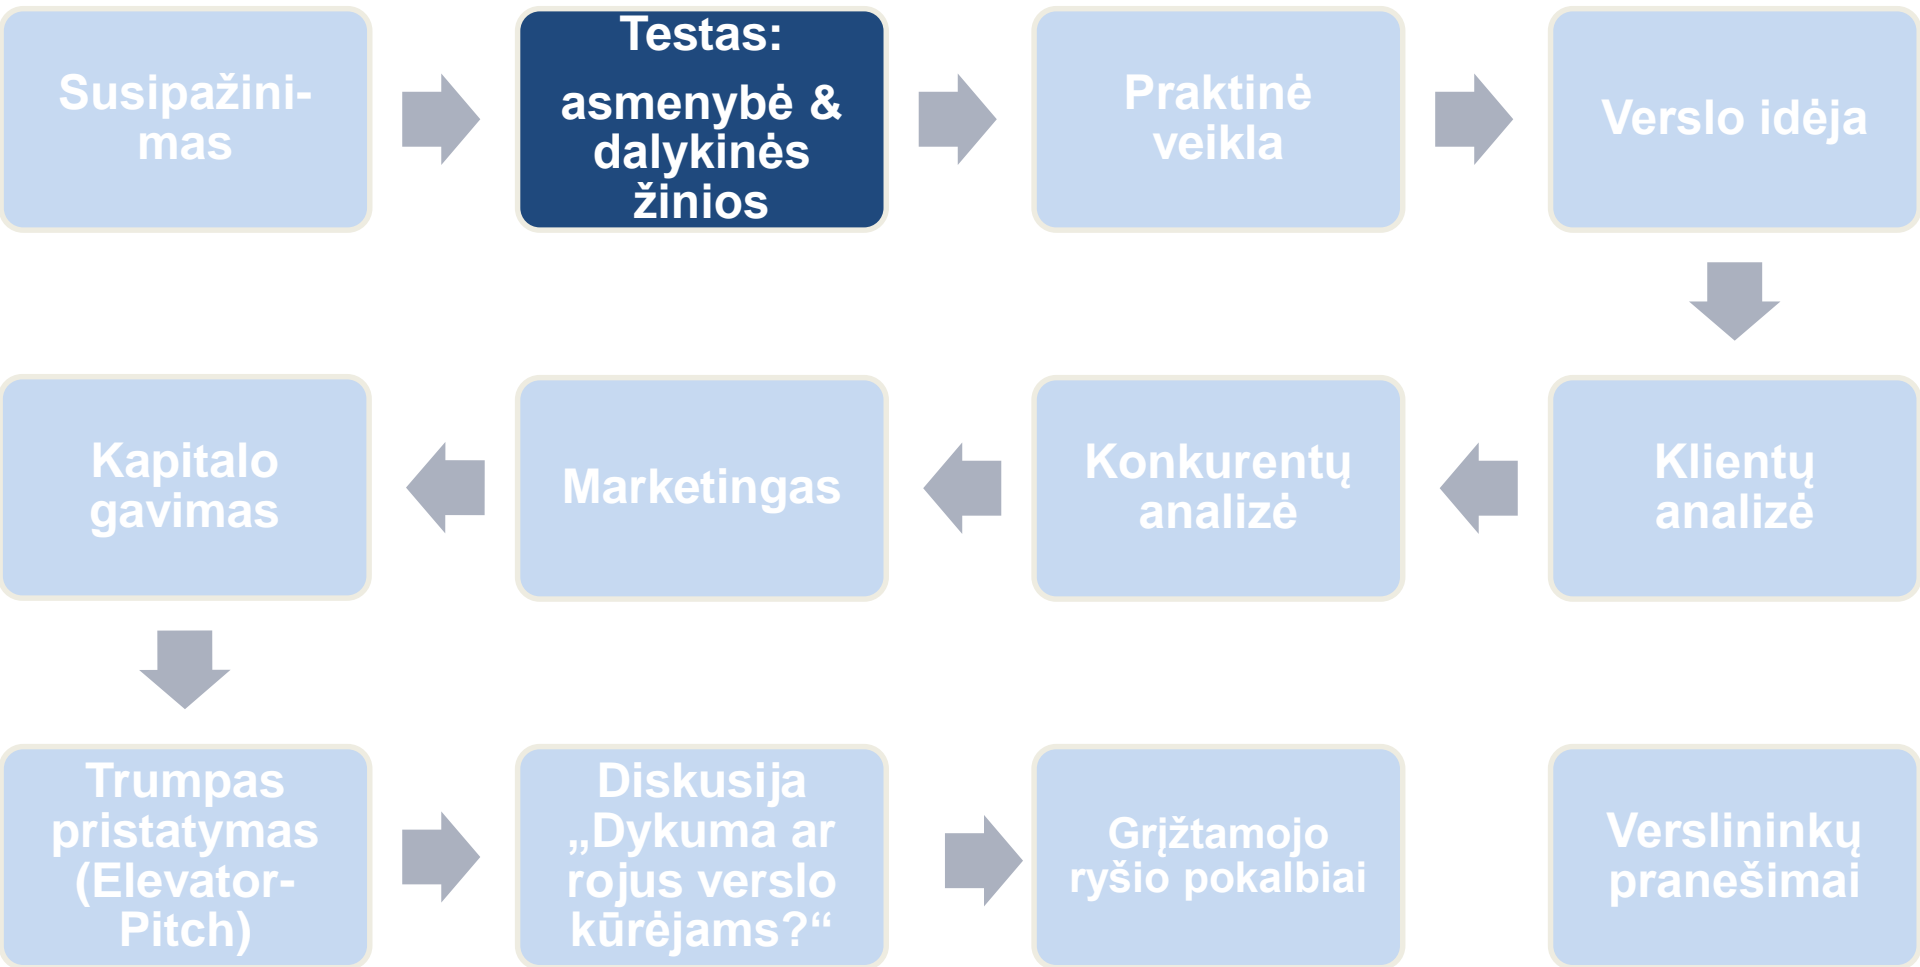 Susipažini-
mas
Testas:
asmenybė &
dalykinės
žinios
Praktinė
veikla
Verslo idėja
Kapitalo
gavimas
Marketingas
Konkurentų
analizė
Klientų
analizė
Trumpas
pristatymas
(Elevator-
Pitch)
Diskusija
„Dykuma ar
rojus verslo
kūrėjams?“
Grįžtamojo
ryšio pokalbiai
Verslininkų
pranešimai